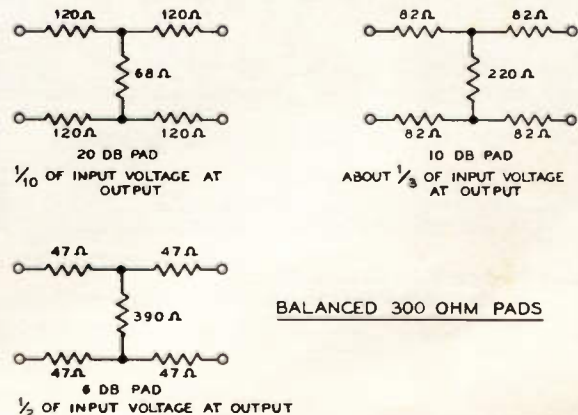 120Ω 120Ω
68Ω
120Ω 120Ω
20 DB PAD
1/10 OF INPUT VOLTAGE AT
OUTPUT
82Ω 82Ω
220Ω
82Ω 82Ω
10 DB PAD
ABOUT 1/3 OF INPUT VOLTAGE
AT OUTPUT
47Ω 47Ω
390Ω
47Ω 47Ω
6 DB PAD
1/2 OF INPUT VOLTAGE AT OUTPUT
BALANCED 300 OHM PADS